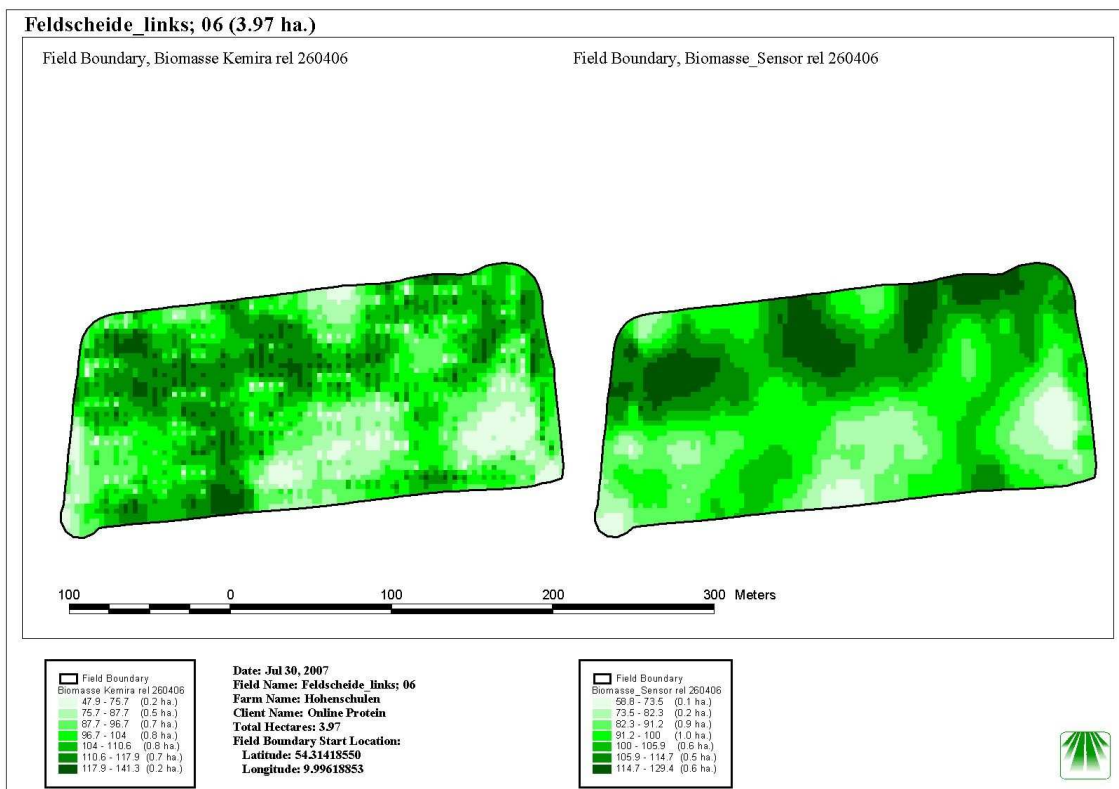 Feldscheide_links; 06 (3.97 ha.)
Field Boundary, Biomasse Kemira rel 260406
Field Boundary, Biomasse_Sensor rel 260406
100 0 100 200 300 Meters
Field Boundary
Biomasse Kemira rel 260406
47.9 - 75.7 (0.2 ha.)
75.7 - 87.7 (0.5 ha.)
87.7 - 96.7 (0.7 ha.)
96.7 - 104 (0.8 ha.)
104 - 110.6 (0.8 ha.)
110.6 - 117.9 (0.7 ha.)
117.9 - 141.3 (0.2 ha.)
Date: Jul 30, 2007
Field Name: Feldscheide_links; 06
Farm Name: Hohenschulen
Client Name: Online Protein
Total Hectares: 3.97
Field Boundary Start Location:
Latitude: 54.31418550
Longitude: 9.99618853
Field Boundary
Biomasse_Sensor rel 260406
58.8 - 73.5 (0.1 ha.)
73.5 - 82.3 (0.2 ha.)
82.3 - 91.2 (0.9 ha.)
91.2 - 100 (1.0 ha.)
100 - 105.9 (0.6 ha.)
105.9 - 114.7 (0.5 ha.)
114.7 - 129.4 (0.6 ha.)